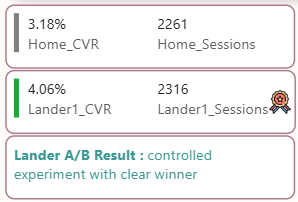 3.18% 2261
Home_CVR Home_Sessions
4.06% 2316
Lander1_CVR Lander1_Sessions
Lander A/B Result : controlled
experiment with clear winner